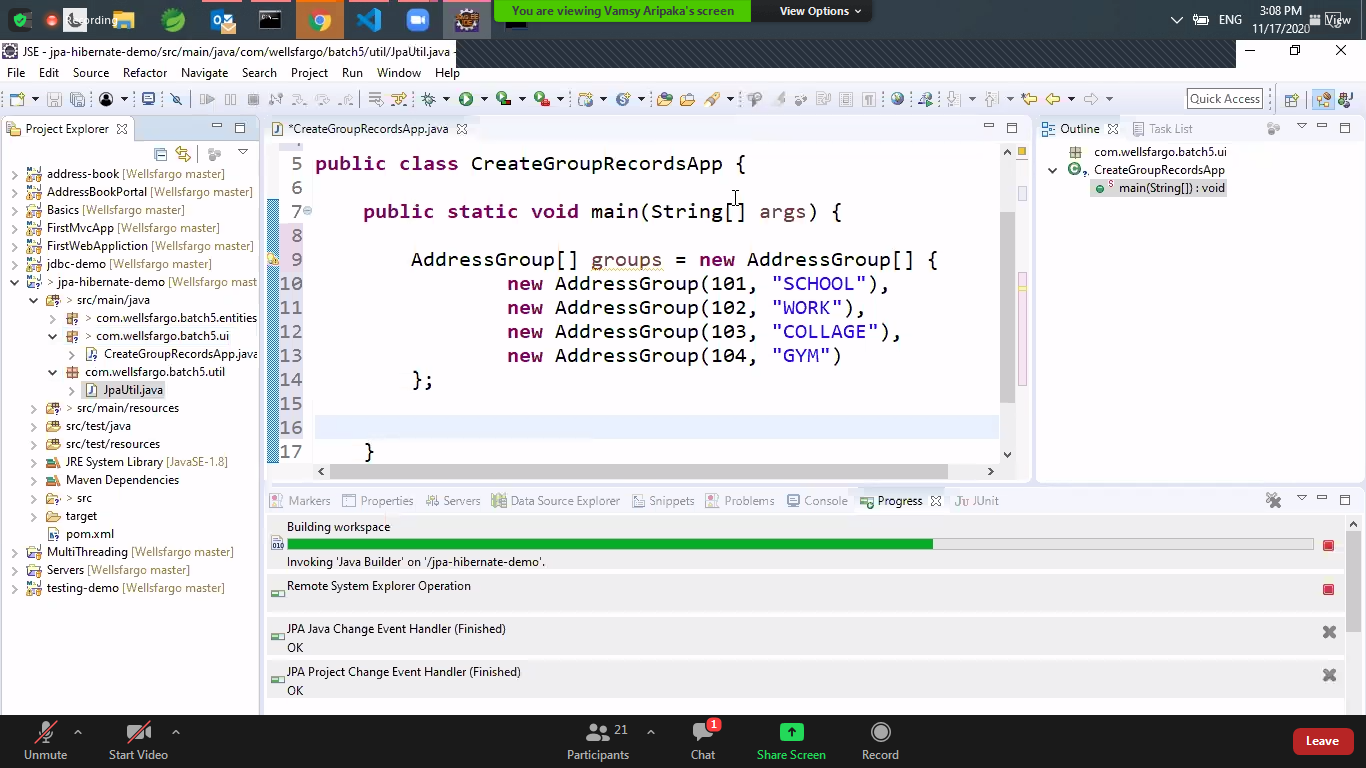 Recording
You are viewing Vamsy Aripaka's screen
View Options
ENG
3:08 PM
11/17/2020
View
JSE - jpa-hibernate-demo/src/main/java/com/wellsfargo/batch5/util/JpaUtil.java -
File Edit Source Refactor Navigate Search Project Run Window Help
Quick Access
Project Explorer
address-book [Wellsfargo master]
AddressBookPortal [Wellsfargo master]
Basics [Wellsfargo master]
FirstMvcApp [Wellsfargo master]
FirstWebAppliction [Wellsfargo master]
jdbc-demo [Wellsfargo master]
> jpa-hibernate-demo [Wellsfargo mast
> src/main/java
> com.wellsfargo.batch5.entities
> com.wellsfargo.batch5.ui
CreateGroupRecordsApp.java
com.wellsfargo.batch5.util
JpaUtil.java
> src/main/resources
src/test/java
src/test/resources
JRE System Library [JavaSE-1.8]
Maven Dependencies
> src
target
pom.xml
MultiThreading [Wellsfargo master]
Servers [Wellsfargo master]
testing-demo [Wellsfargo master]
*CreateGroupRecordsApp.java
5 public class CreateGroupRecordsApp {
6
7 public static void main(String[] args) {
8
9 AddressGroup[] groups = new AddressGroup[] {
10 new AddressGroup(101, "SCHOOL"),
11 new AddressGroup(102, "WORK"),
12 new AddressGroup(103, "COLLAGE"),
13 new AddressGroup(104, "GYM")
14 };
15
16
17 }
Outline Task List
com.wellsfargo.batch5.ui
CreateGroupRecordsApp
main(String[]) : void
Markers Properties Servers Data Source Explorer Snippets Problems Console Progress JUnit
Building workspace
Invoking 'Java Builder' on '/jpa-hibernate-demo'.
Remote System Explorer Operation
JPA Java Change Event Handler (Finished)
OK
JPA Project Change Event Handler (Finished)
OK
Unmute
Start Video
21
Participants
1
Chat
Share Screen
Record
Leave